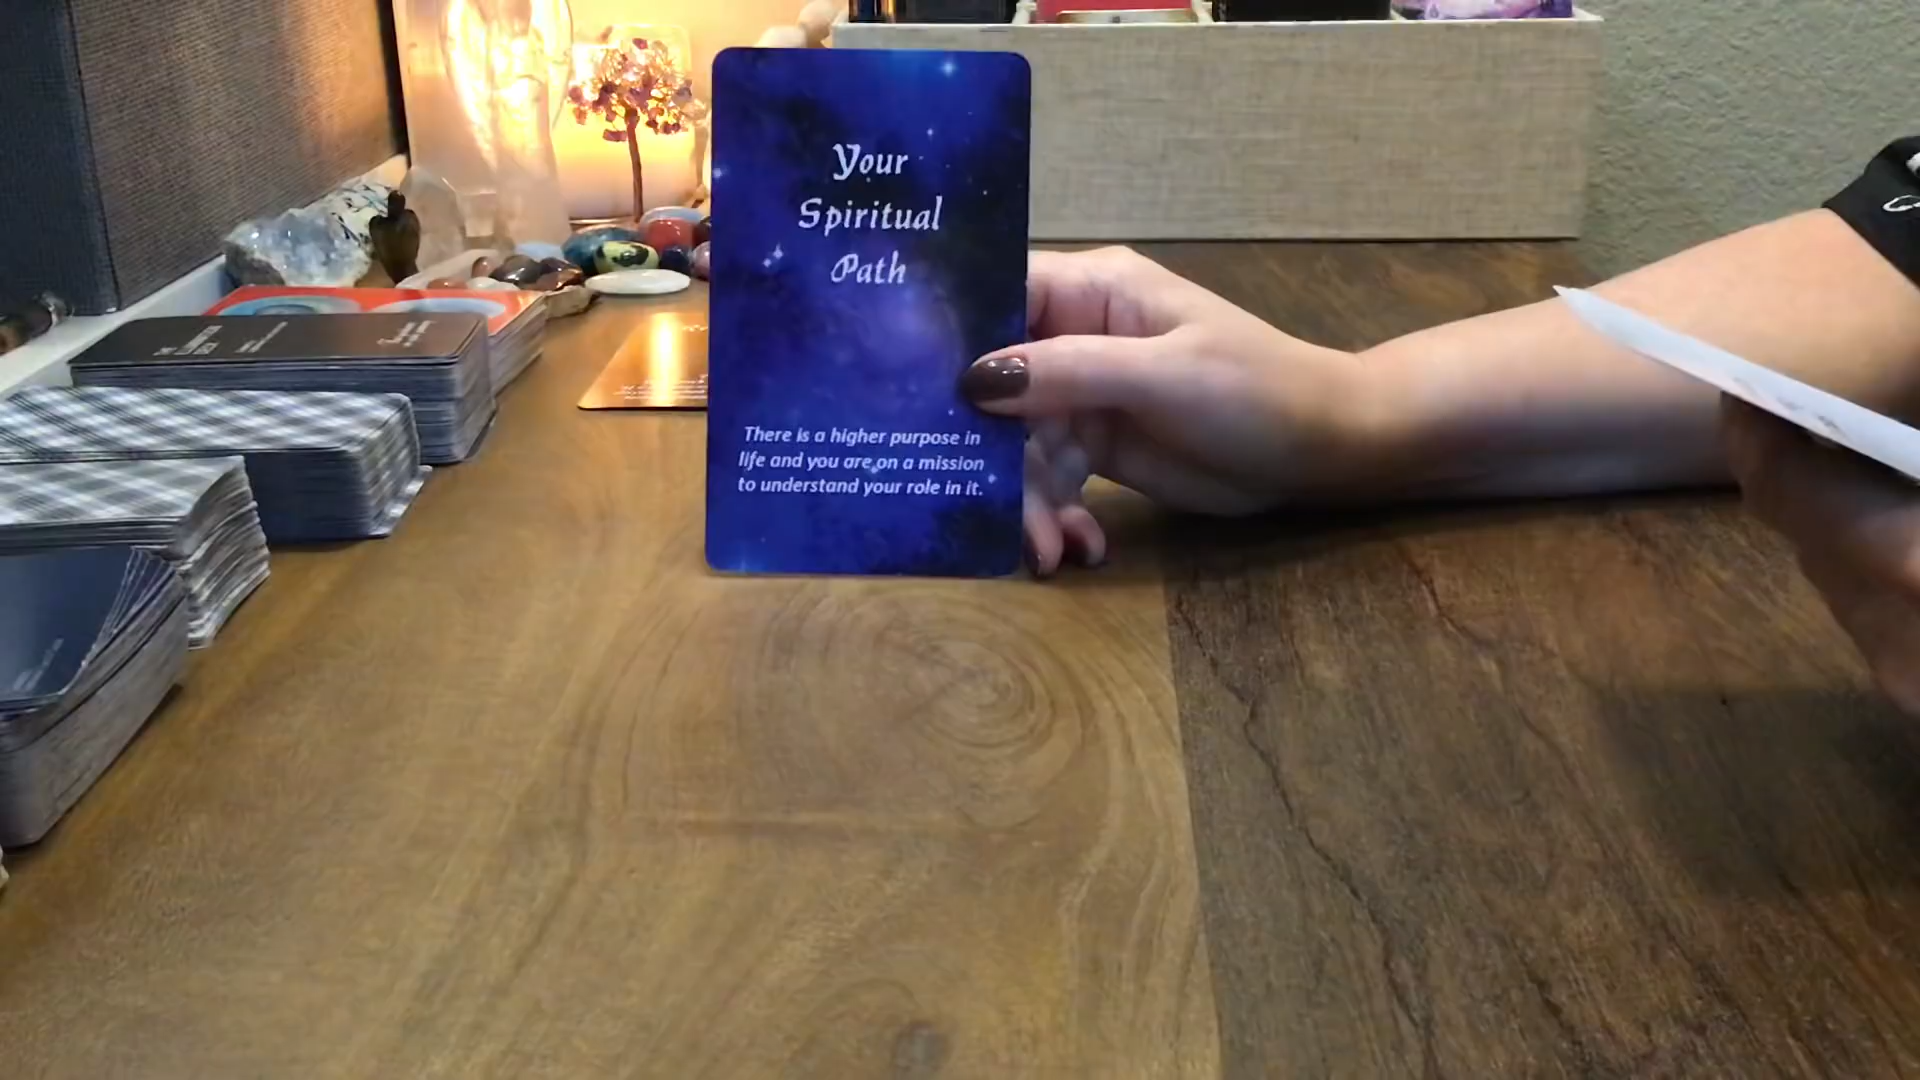 Your
Spiritual
Path
There is a higher purpose in
life and you are on a mission
to understand your role in it.